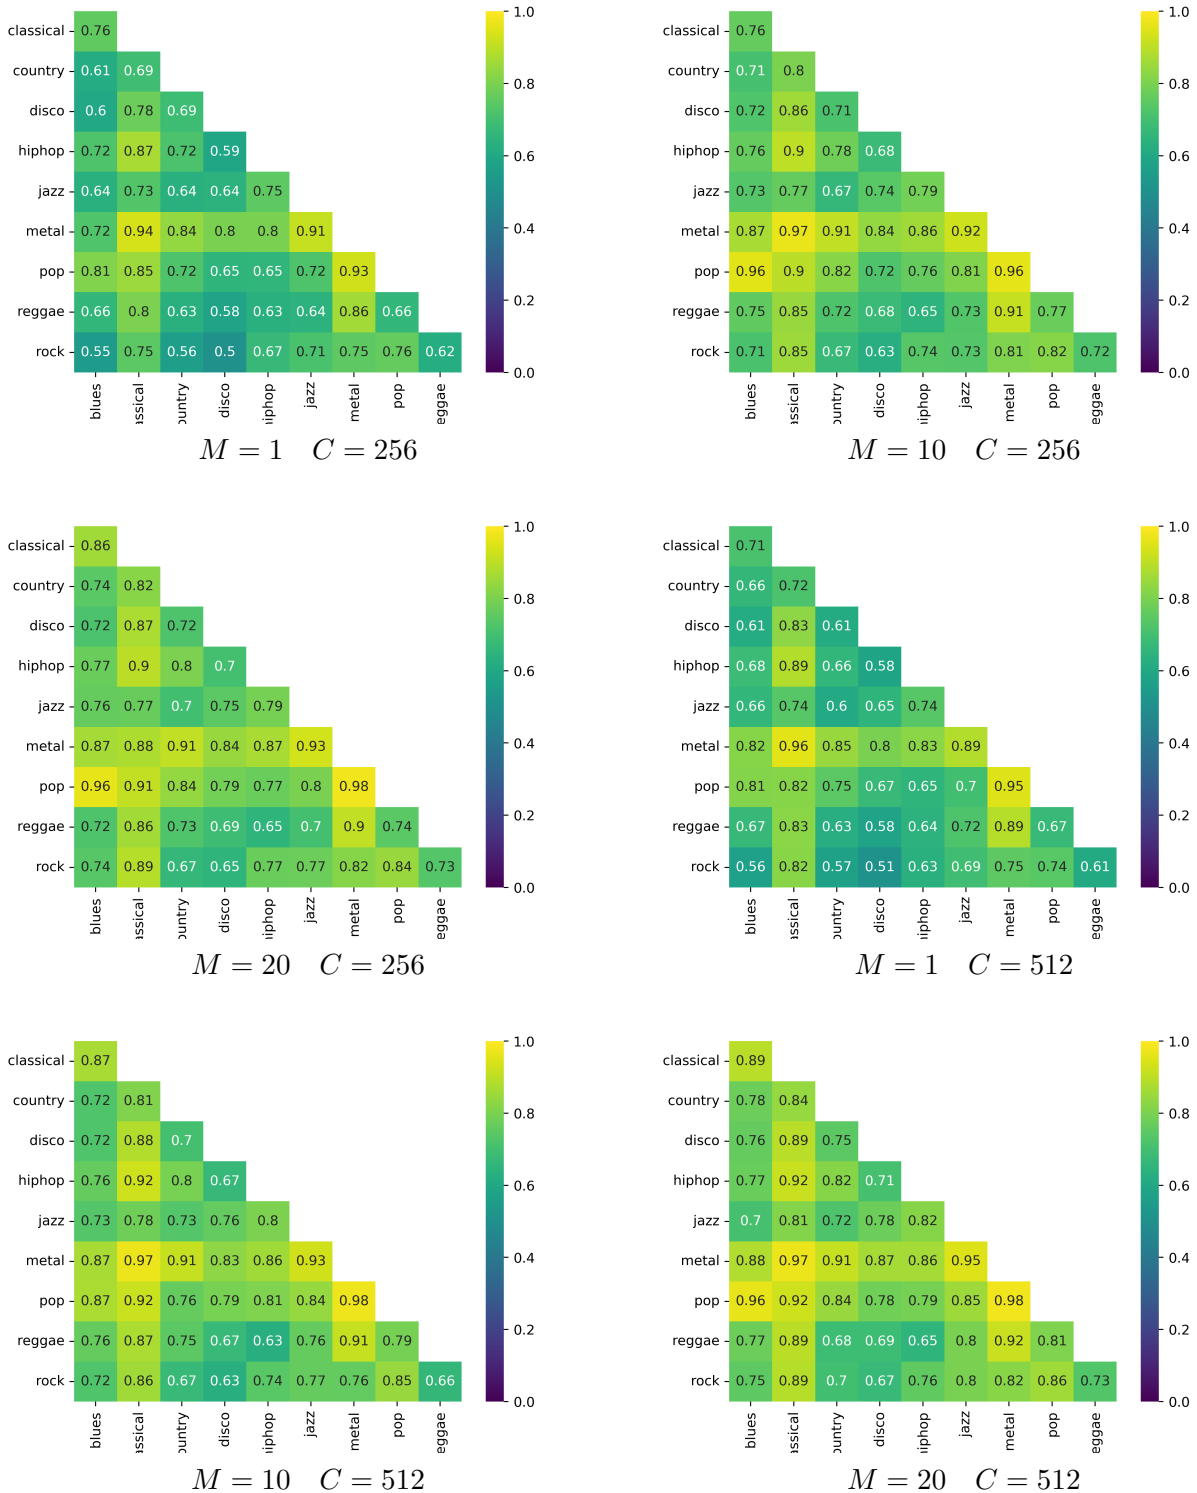 classical 0.76 1.0
country 0.61 0.69
0.8
disco 0.6 0.78 0.69
hiphop 0.72 0.87 0.72 0.59
0.6
jazz 0.64 0.73 0.64 0.64 0.75
metal 0.72 0.94 0.84 0.8 0.8 0.91
0.4
pop 0.81 0.85 0.72 0.65 0.65 0.72 0.93
reggae 0.66 0.8 0.63 0.58 0.63 0.64 0.86 0.66
0.2
rock 0.55 0.75 0.56 0.5 0.67 0.71 0.75 0.76 0.62
0.0
blues assical ountry disco hiphop jazz metal pop eggae
M = 1 C = 256
classical 0.76 1.0
country 0.71 0.8
0.8
disco 0.72 0.86 0.71
hiphop 0.76 0.9 0.78 0.68
0.6
jazz 0.73 0.77 0.67 0.74 0.79
metal 0.87 0.97 0.91 0.84 0.86 0.92
0.4
pop 0.96 0.9 0.82 0.72 0.76 0.81 0.96
reggae 0.75 0.85 0.72 0.68 0.65 0.73 0.91 0.77
0.2
rock 0.71 0.85 0.67 0.63 0.74 0.73 0.81 0.82 0.72
0.0
blues assical ountry disco hiphop jazz metal pop eggae
M = 10 C = 256
classical 0.86 1.0
country 0.74 0.82
0.8
disco 0.72 0.87 0.72
hiphop 0.77 0.9 0.8 0.7
0.6
jazz 0.76 0.77 0.7 0.75 0.79
metal 0.87 0.88 0.91 0.84 0.87 0.93
0.4
pop 0.96 0.91 0.84 0.79 0.77 0.8 0.98
reggae 0.72 0.86 0.73 0.69 0.65 0.7 0.9 0.74
0.2
rock 0.74 0.89 0.67 0.65 0.77 0.77 0.82 0.84 0.73
0.0
blues assical ountry disco hiphop jazz metal pop eggae
M = 20 C = 256
classical 0.71 1.0
country 0.66 0.72
0.8
disco 0.61 0.83 0.61
hiphop 0.68 0.89 0.66 0.58
0.6
jazz 0.66 0.74 0.6 0.65 0.74
metal 0.82 0.96 0.85 0.8 0.83 0.89
0.4
pop 0.81 0.82 0.75 0.67 0.65 0.7 0.95
reggae 0.67 0.83 0.63 0.58 0.64 0.72 0.89 0.67
0.2
rock 0.56 0.82 0.57 0.51 0.63 0.69 0.75 0.74 0.61
0.0
blues assical ountry disco hiphop jazz metal pop eggae
M = 1 C = 512
classical 0.87 1.0
country 0.72 0.81
0.8
disco 0.72 0.88 0.7
hiphop 0.76 0.92 0.8 0.67
0.6
jazz 0.73 0.78 0.73 0.76 0.8
metal 0.87 0.97 0.91 0.83 0.86 0.93
0.4
pop 0.87 0.92 0.76 0.79 0.81 0.84 0.98
reggae 0.76 0.87 0.75 0.67 0.63 0.76 0.91 0.79
0.2
rock 0.72 0.86 0.67 0.63 0.74 0.77 0.76 0.85 0.66
0.0
blues assical ountry disco hiphop jazz metal pop eggae
M = 10 C = 512
classical 0.89 1.0
country 0.78 0.84
0.8
disco 0.76 0.89 0.75
hiphop 0.77 0.92 0.82 0.71
0.6
jazz 0.7 0.81 0.72 0.78 0.82
metal 0.88 0.97 0.91 0.87 0.86 0.95
0.4
pop 0.96 0.92 0.84 0.78 0.79 0.85 0.98
reggae 0.77 0.89 0.68 0.69 0.65 0.8 0.92 0.81
0.2
rock 0.75 0.89 0.7 0.67 0.76 0.8 0.82 0.86 0.73
0.0
blues assical ountry disco hiphop jazz metal pop eggae
M = 20 C = 512